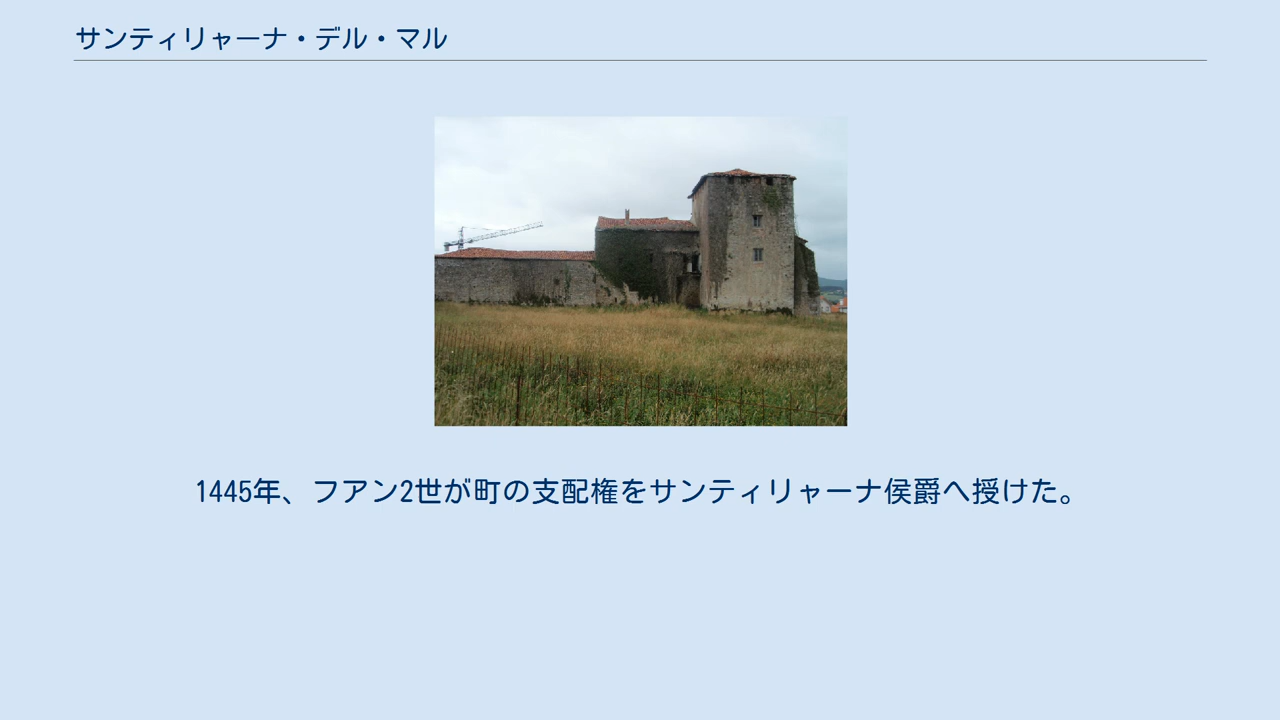 サンティリャーナ・デル・マル
1445年、フアン2世が町の支配権をサンティリャーナ侯爵へ授けた。